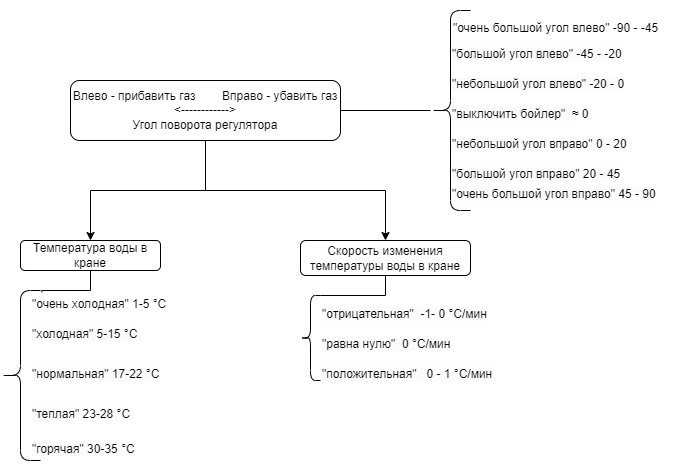 "очень большой угол влево" -90 - -45
"большой угол влево" -45 - -20
"небольшой угол влево" -20 - 0
"выключить бойлер" ≈ 0
"небольшой угол вправо" 0 - 20
"большой угол вправо" 20 - 45
"очень большой угол вправо" 45 - 90
Влево - прибавить газ Вправо - убавить газ
<------------>
Угол поворота регулятора
Температура воды в
кране
"очень холодная" 1-5 °C
"холодная" 5-15 °C
"нормальная" 17-22 °C
"теплая" 23-28 °C
"горячая" 30-35 °C
Скорость изменения
температуры воды в кране
"отрицательная" -1- 0 °C/мин
"равна нулю" 0 °C/мин
"положительная" 0 - 1 °C/мин